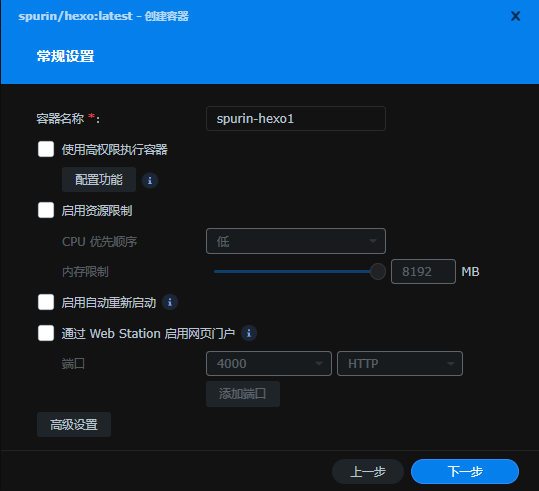 spurin/hexo:latest - 创建容器
常规设置
容器名称 *: spurin-hexo1
使用高权限执行容器
配置功能
启用资源限制
CPU 优先顺序 低
内存限制 8192 MB
启用自动重新启动
通过 Web Station 启用网页门户
端口 4000 HTTP
添加端口
高级设置
上一步 下一步